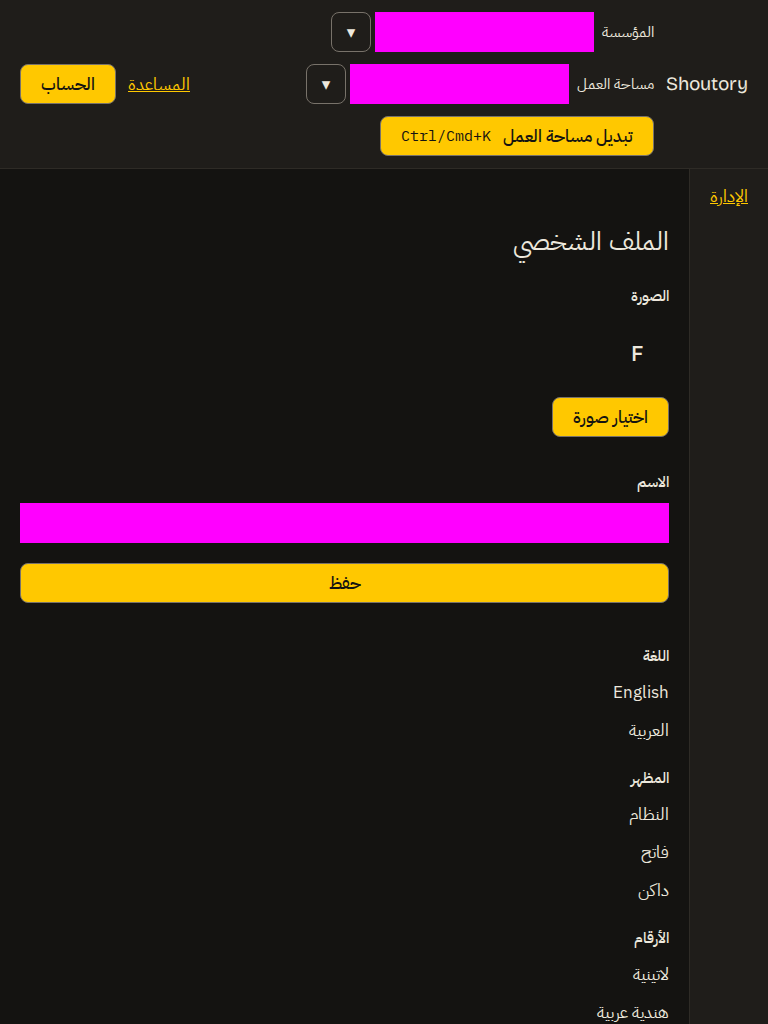 المؤسسة ▼
Shoutory مساحة العمل ▼ المساعدة الحساب
تبديل مساحة العمل Ctrl/Cmd+K
الإدارة
الملف الشخصي
الصورة
F
اختيار صورة
الاسم
حفظ
اللغة
English
العربية
المظهر
النظام
فاتح
داكن
الأرقام
لاتينية
هندية عربية